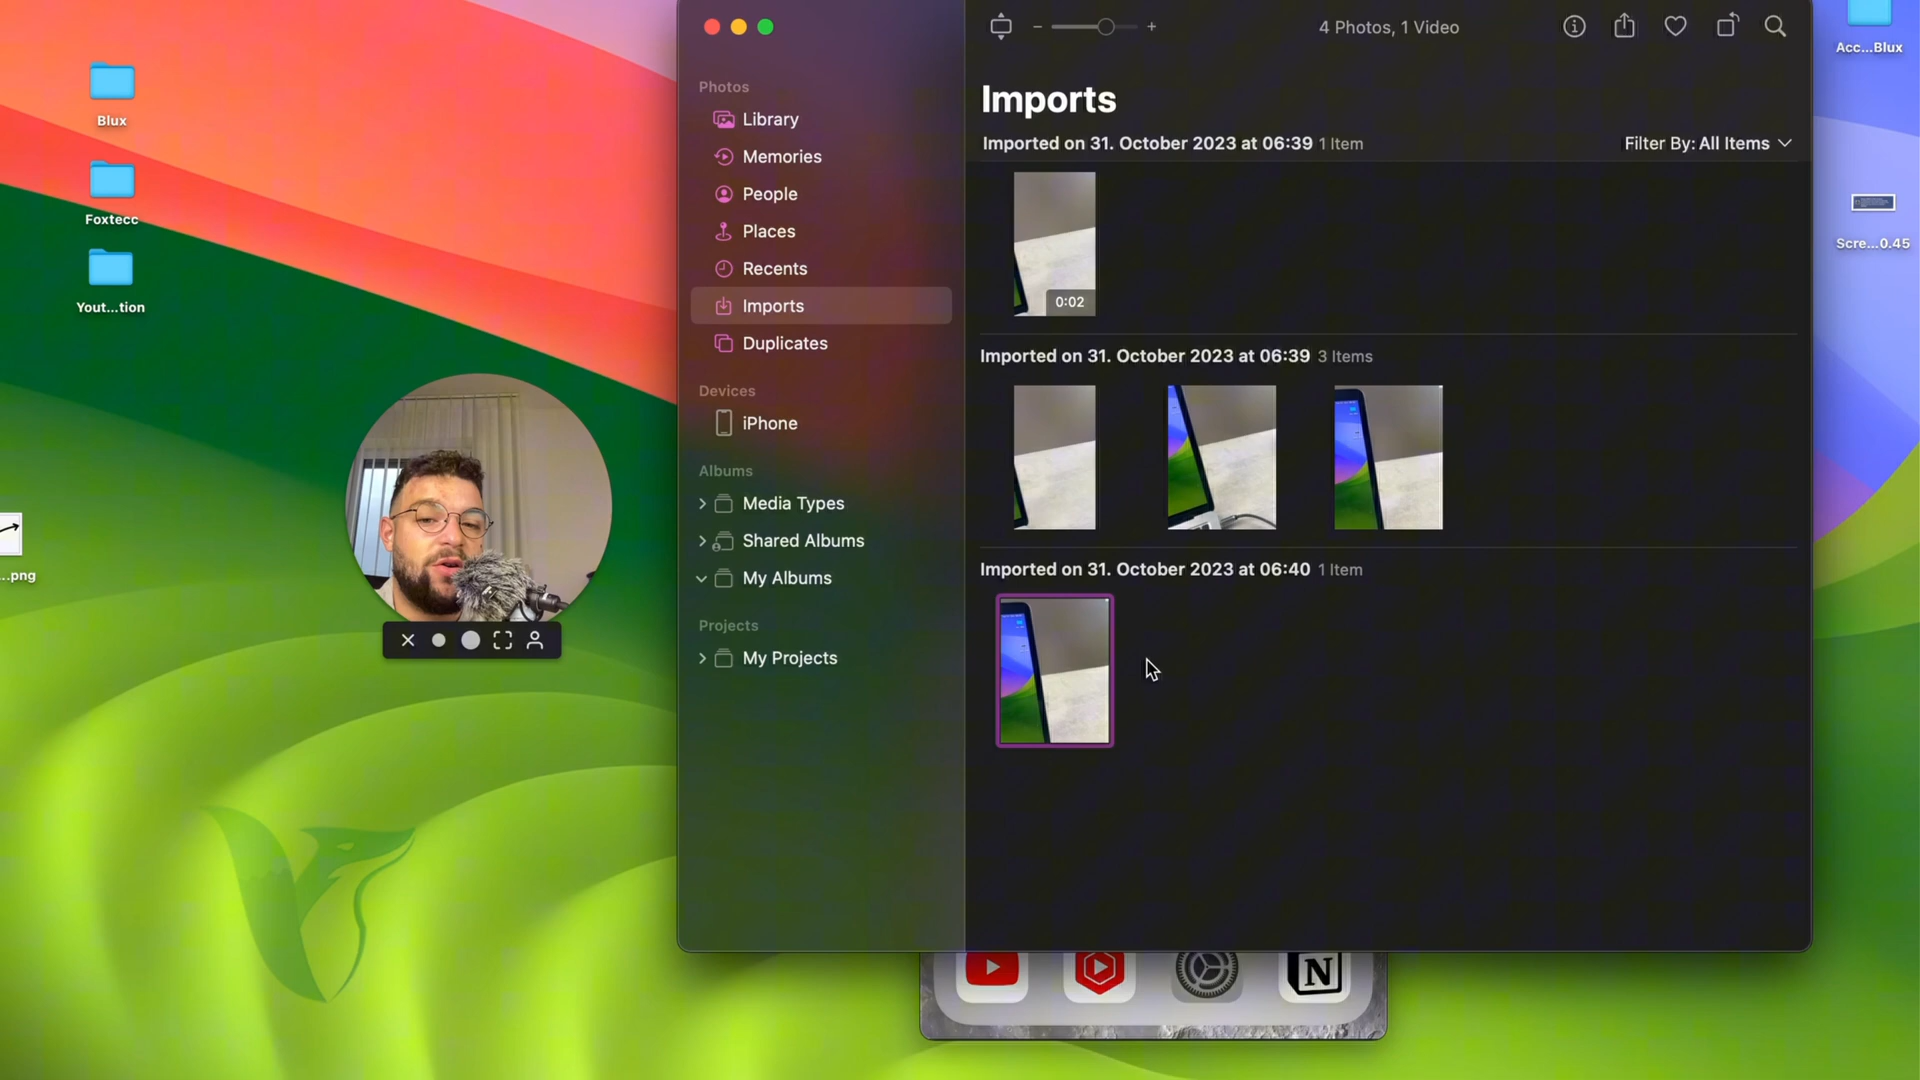 Blux
Foxtecc
Yout...tion
...png
Photos
Library
Memories
People
Places
Recents
Imports
Duplicates
Devices
iPhone
Albums
Media Types
Shared Albums
My Albums
Projects
My Projects
4 Photos, 1 Video
Imports
Imported on 31. October 2023 at 06:39 1 Item
Filter By: All Items
0:02
Imported on 31. October 2023 at 06:39 3 Items
Imported on 31. October 2023 at 06:40 1 Item
N
Acc...Blux
Scre...0.45